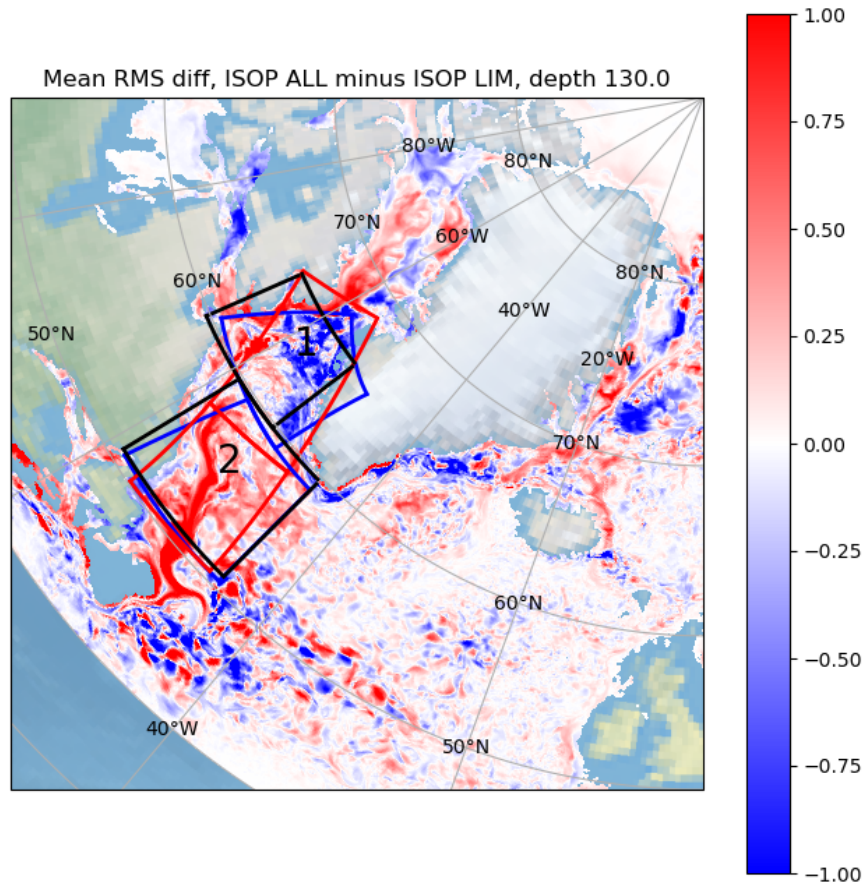 Mean RMS diff, ISOP ALL minus ISOP LIM, depth 130.0
1.00
0.75
0.50
0.25
0.00
−0.25
−0.50
−0.75
−1.00
80°W
80°N
70°N
60°W
60°N
80°N
40°W
50°N
1
20°W
70°N
2
60°N
40°W
50°N